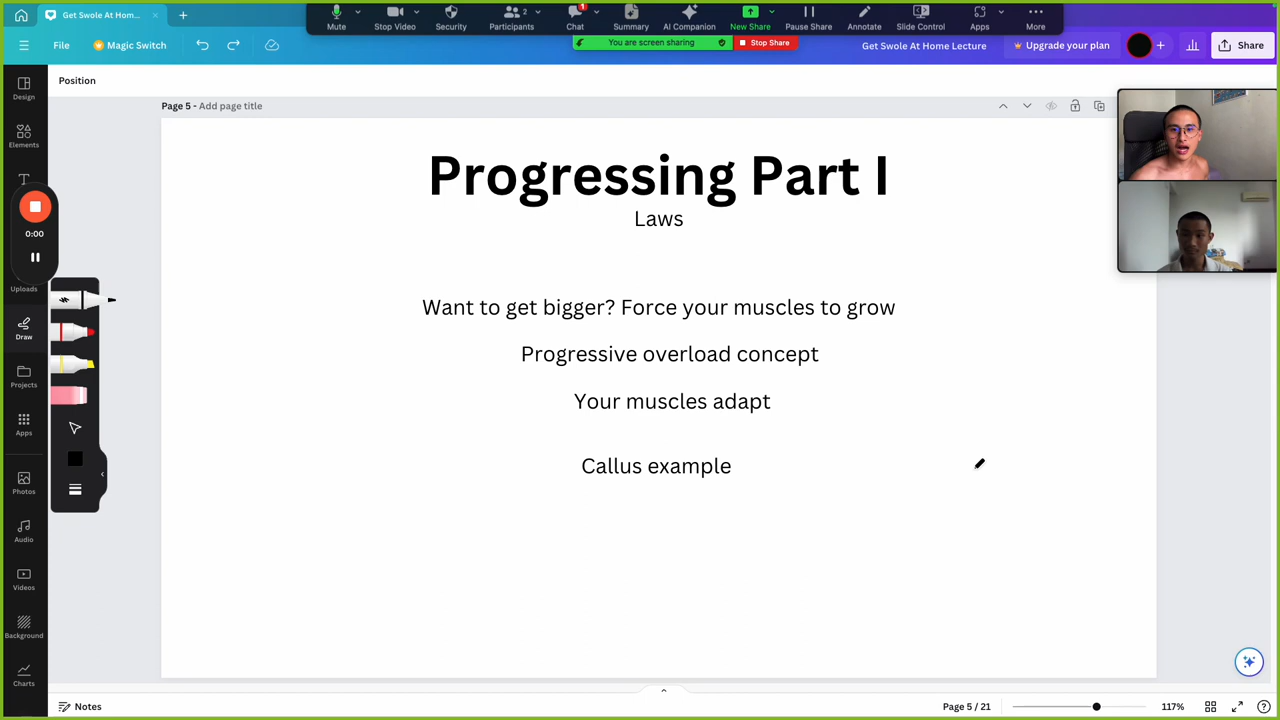 Get Swole At Home Lec...
Mute
Stop Video
Security
Participants
2
Chat
1
Summary
AI Companion
New Share
Pause Share
Annotate
Slide Control
Apps
More
File
Magic Switch
You are screen sharing
Stop Share
Get Swole At Home Lecture
Upgrade your plan
Share
Position
Page 5 - Add page title
Design
Elements
0:00
Uploads
Draw
Projects
Apps
Photos
Audio
Videos
Background
Charts
Progressing Part I
Laws
Want to get bigger? Force your muscles to grow
Progressive overload concept
Your muscles adapt
Callus example
Notes
Page 5 / 21
117%